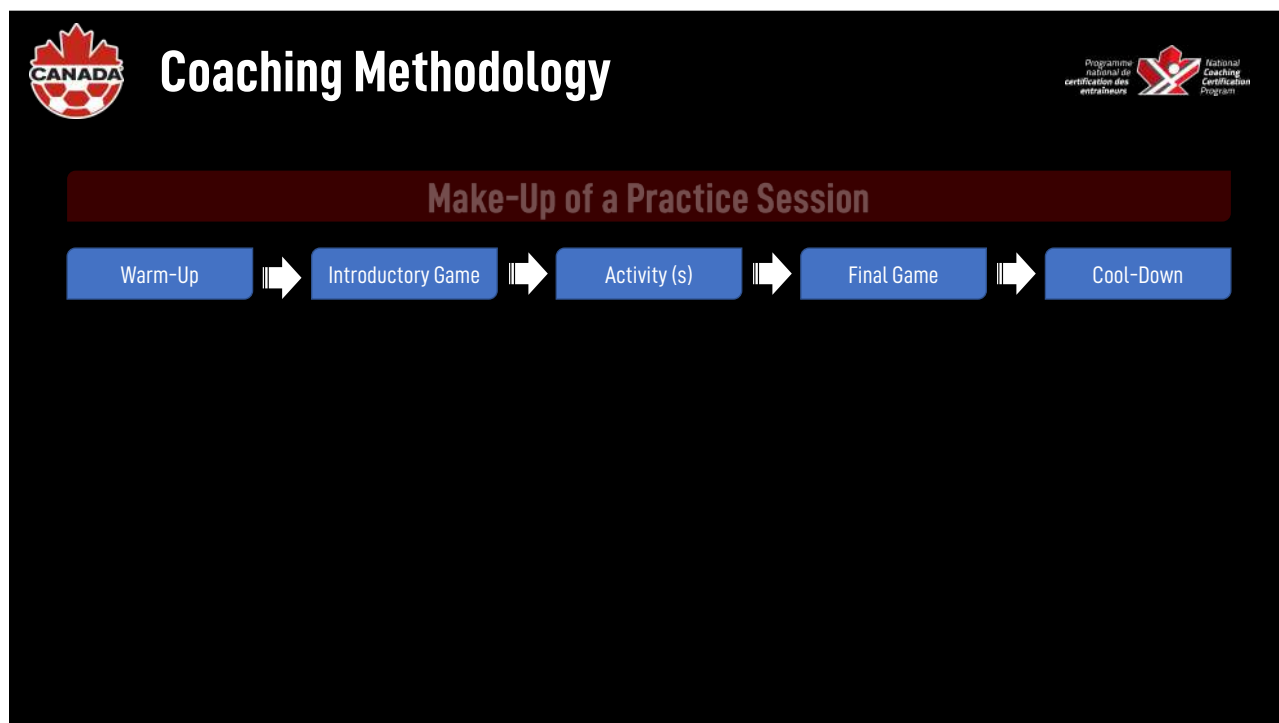 CANADA
Coaching Methodology
Programme
national de
certification des
entraîneurs
National
Coaching
Certification
Program
Make-Up of a Practice Session
Warm-Up
Introductory Game
Activity (s)
Final Game
Cool-Down